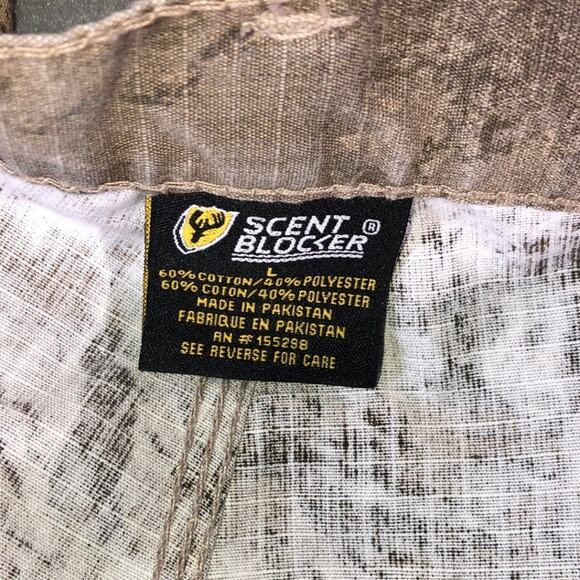 SCENT
BLOCKER®
L
60% COTTON/40% POLYESTER
60% COTON/40% POLYESTER
MADE IN PAKISTAN
FABRIQUE EN PAKISTAN
RN # 155298
SEE REVERSE FOR CARE